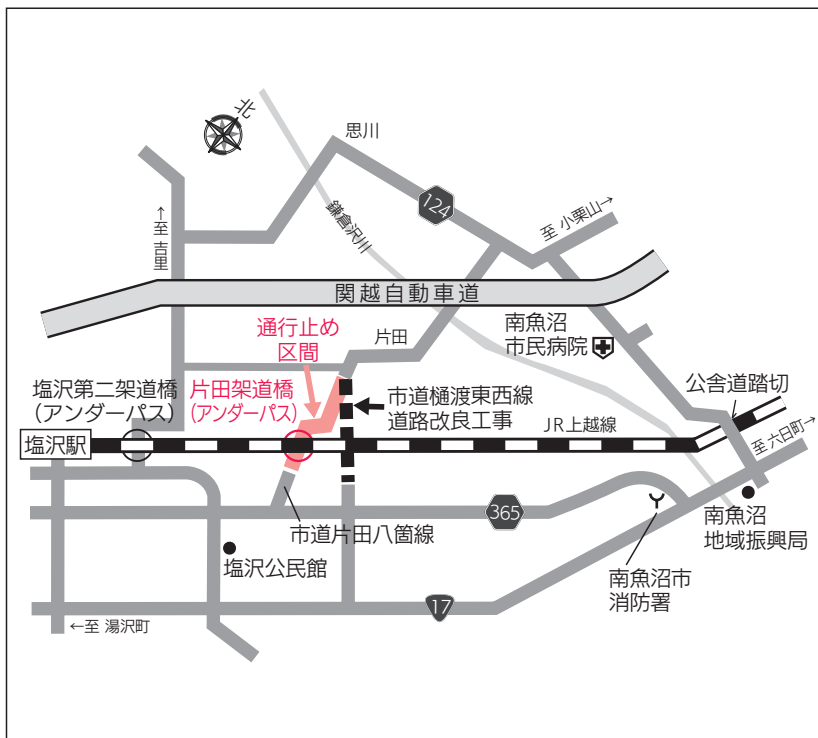 北
思川
124
至 小栗山→
←至 吉里
鎌倉沢川
関越自動車道
通行止め
区間
片田
南魚沼
市民病院
塩沢第二架道橋
(アンダーパス)
片田架道橋
(アンダーパス)
市道樋渡東西線
道路改良工事
公舎道踏切
塩沢駅
JR上越線
至 六日町→
365
市道片田八箇線
南魚沼
地域振興局
塩沢公民館
南魚沼市
消防署
17
←至 湯沢町